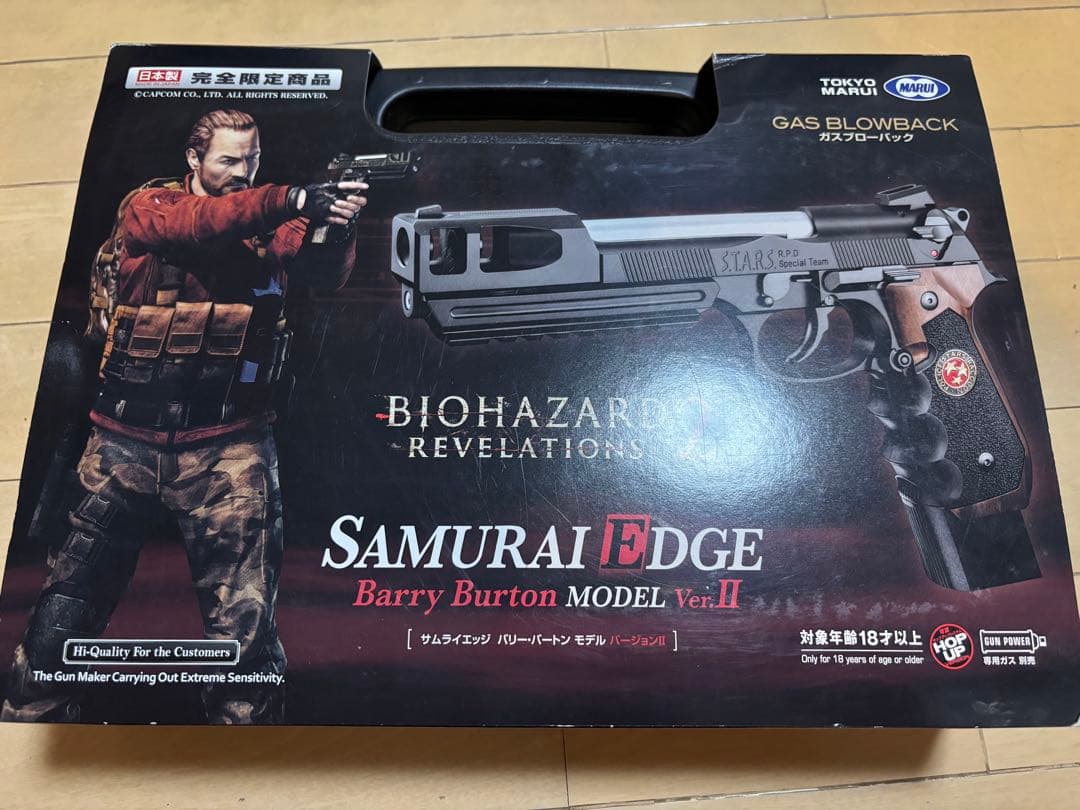 日本製 完全限定商品
©CAPCOM CO., LTD. ALL RIGHTS RESERVED.
TOKYO MARUI
MARUI
GAS BLOWBACK
ガスブローバック
S.T.A.R.S. R.P.D
Special Team
BIOHAZARD
REVELATIONS
SAMURAI EDGE
Barry Burton MODEL Ver.II
[ サムライエッジ バリー・バートン モデル バージョンII ]
Hi-Quality For the Customers
The Gun Maker Carrying Out Extreme Sensitivity.
対象年齢18才以上
Only for 18 years of age or older
HOP UP
GUN POWER
専用ガス 別売